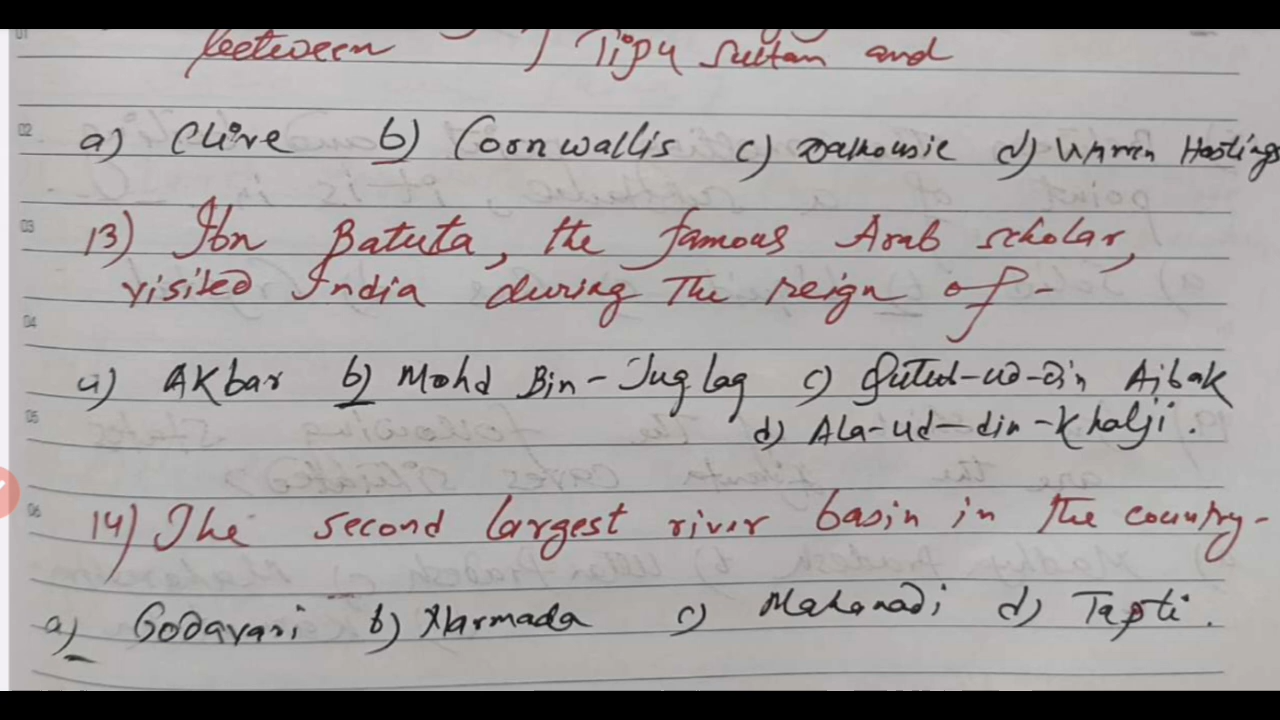 between Tipu Sultan and
a) Clive b) Cornwallis c) Dalhousie d) Warren Hastings
13) Ibn Batuta, the famous Arab scholar,
visited India during The reign of -
a) Akbar b) Mohd Bin-Tuglag c) Qutub-ud-Din Aibak
d) Ala-ud-din-Khalji.
14) The second largest river basin in the country-
a) Godavari b) Narmada c) Mahanadi d) Tapti.